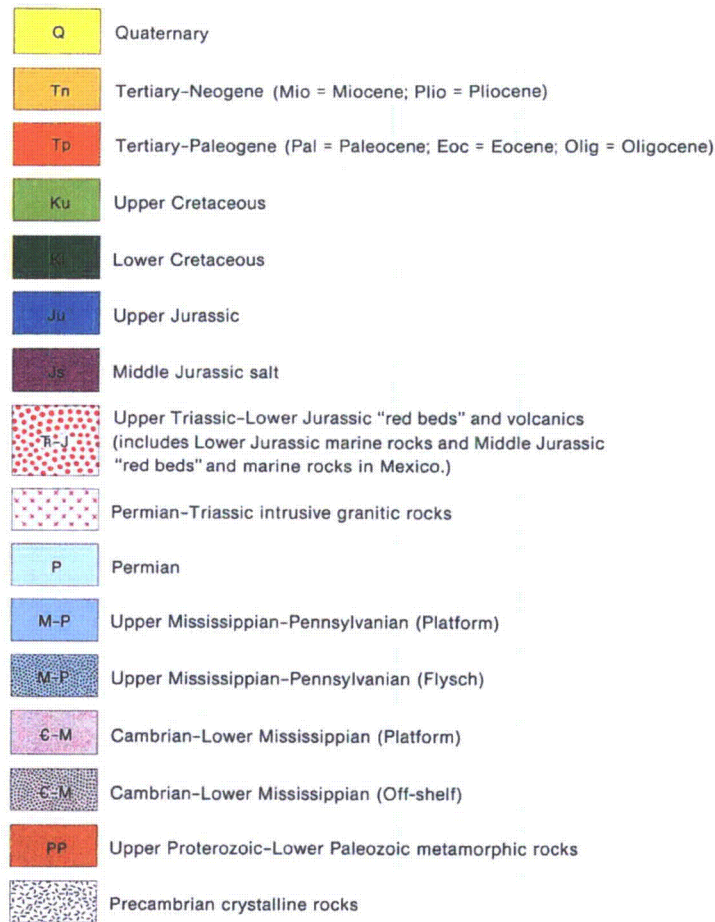 Q Quaternary
Tn Tertiary-Neogene (Mio = Miocene; Plio = Pliocene)
Tp Tertiary-Paleogene (Pal = Paleocene; Eoc = Eocene; Olig = Oligocene)
Ku Upper Cretaceous
Kl Lower Cretaceous
Ju Upper Jurassic
Js Middle Jurassic salt
Upper Triassic-Lower Jurassic "red beds" and volcanics
Ꞓ-J (includes Lower Jurassic marine rocks and Middle Jurassic
"red beds" and marine rocks in Mexico.)
Permian-Triassic intrusive granitic rocks
P Permian
M-P Upper Mississippian-Pennsylvanian (Platform)
M-P Upper Mississippian-Pennsylvanian (Flysch)
Ꞓ-M Cambrian-Lower Mississippian (Platform)
Ꞓ-M Cambrian-Lower Mississippian (Off-shelf)
PP Upper Proterozoic-Lower Paleozoic metamorphic rocks
Precambrian crystalline rocks